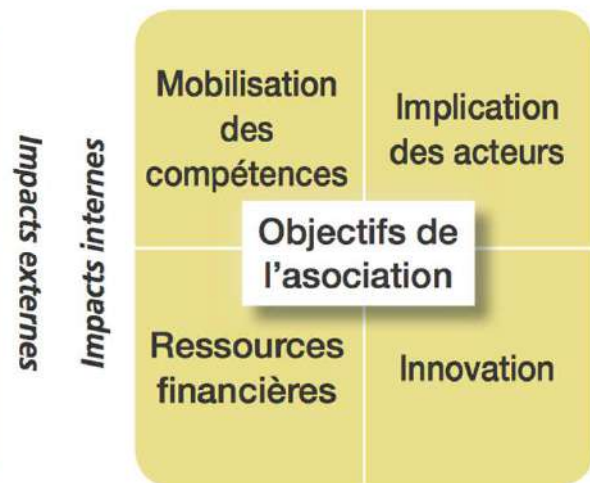 Impacts externes
Impacts internes
Mobilisation
des
compétences
Implication
des acteurs
Objectifs de
l'asociation
Ressources
financières
Innovation